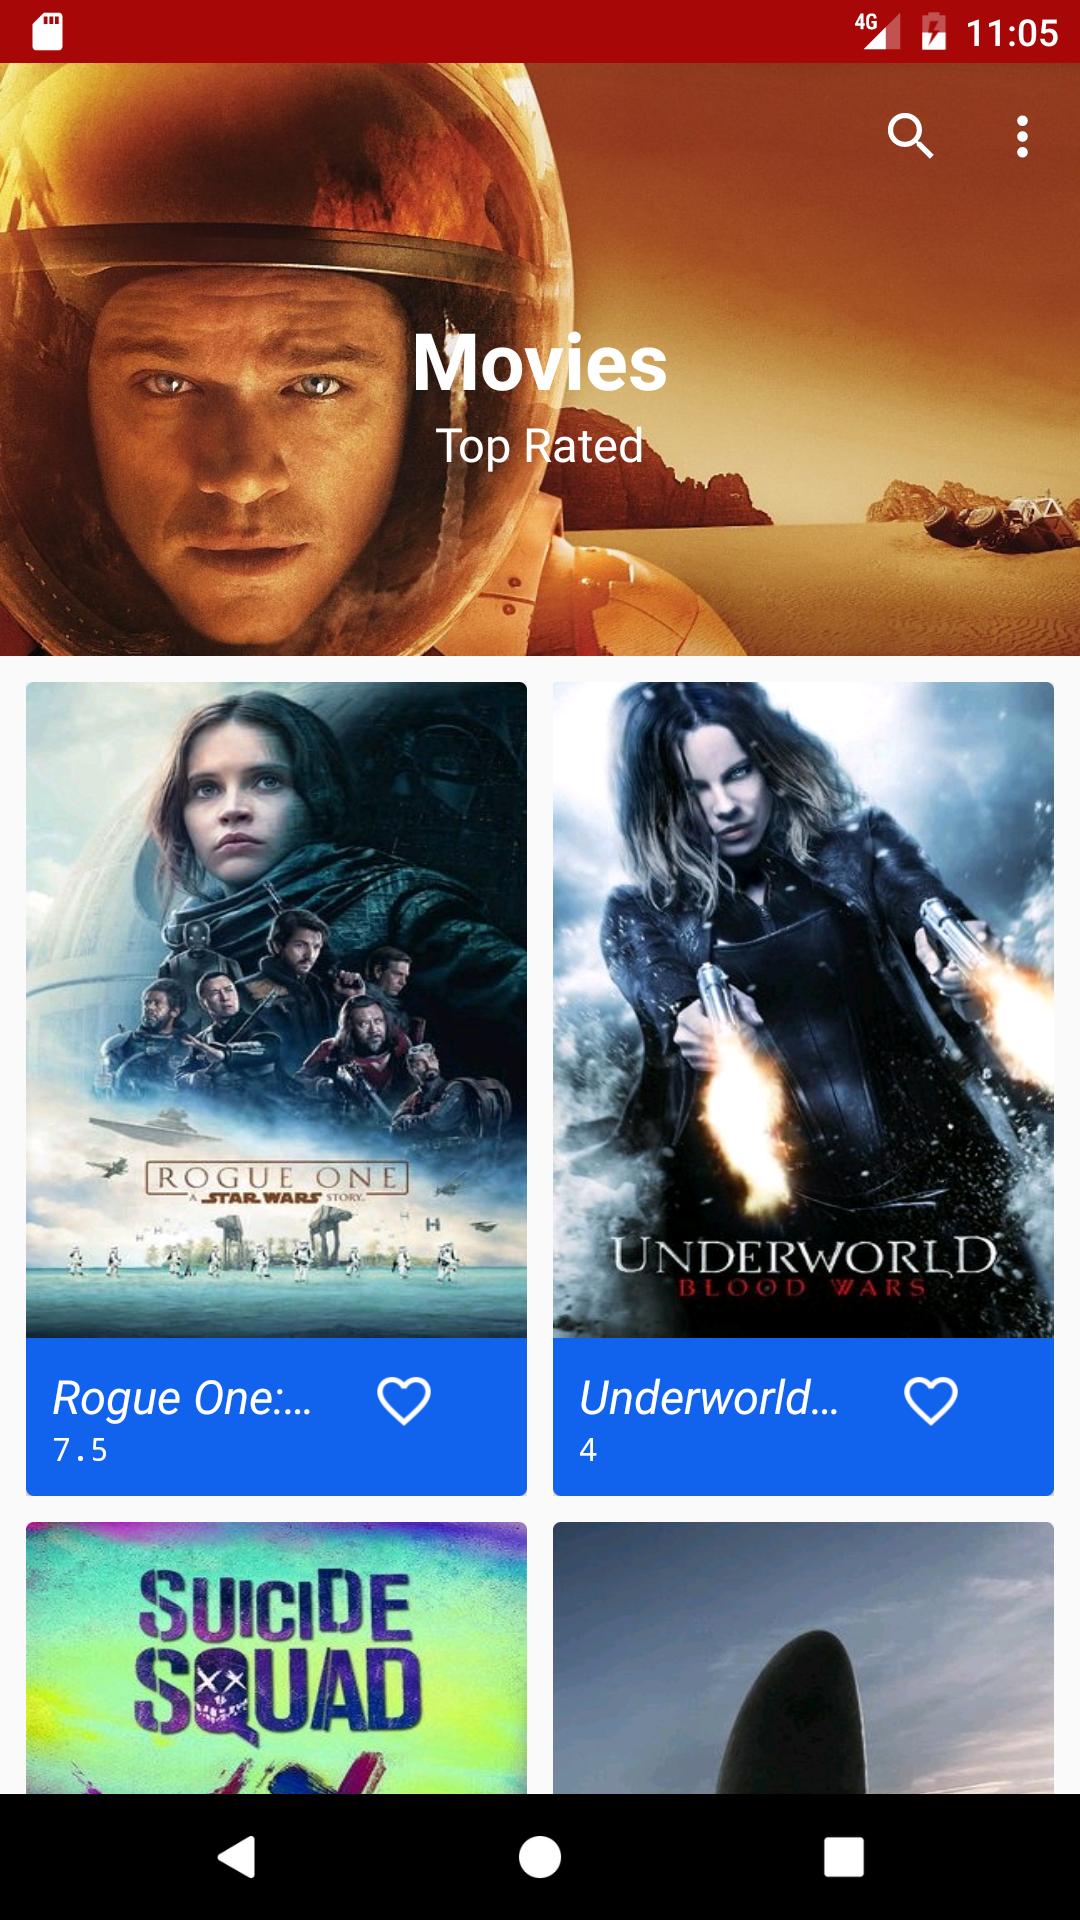 4G 11:05
Movies
Top Rated
ROGUE ONE
A STAR WARS STORY
UNDERWORLD
BLOOD WARS
Rogue One:...
7.5
Underworld...
4
SUICIDE
SQUAD